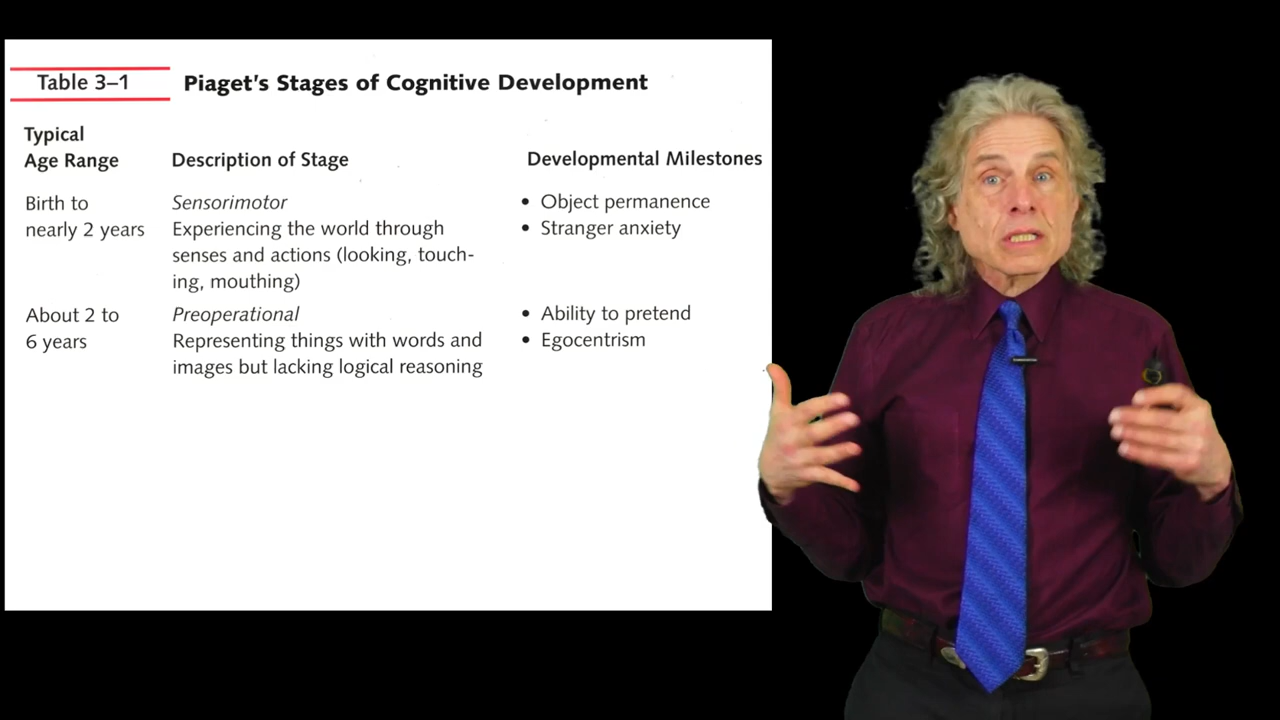 Table 3–1
Piaget's Stages of Cognitive Development
Typical
Age Range
Description of Stage
Developmental Milestones
Birth to
nearly 2 years
Sensorimotor
Experiencing the world through
senses and actions (looking, touch-
ing, mouthing)
• Object permanence
• Stranger anxiety
About 2 to
6 years
Preoperational
Representing things with words and
images but lacking logical reasoning
• Ability to pretend
• Egocentrism